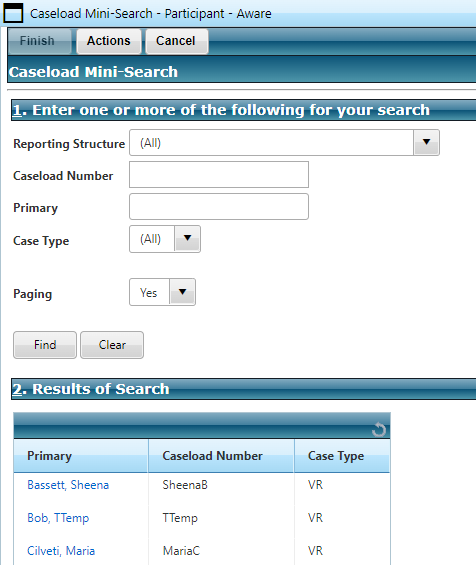 Caseload Mini-Search - Participant - Aware
Finish Actions Cancel
Caseload Mini-Search
1. Enter one or more of the following for your search
Reporting Structure (All)
Caseload Number
Primary
Case Type (All)
Paging Yes
Find Clear
2. Results of Search
Primary Caseload Number Case Type
Bassett, Sheena SheenaB VR
Bob, TTemp TTemp VR
Cilveti, Maria MariaC VR